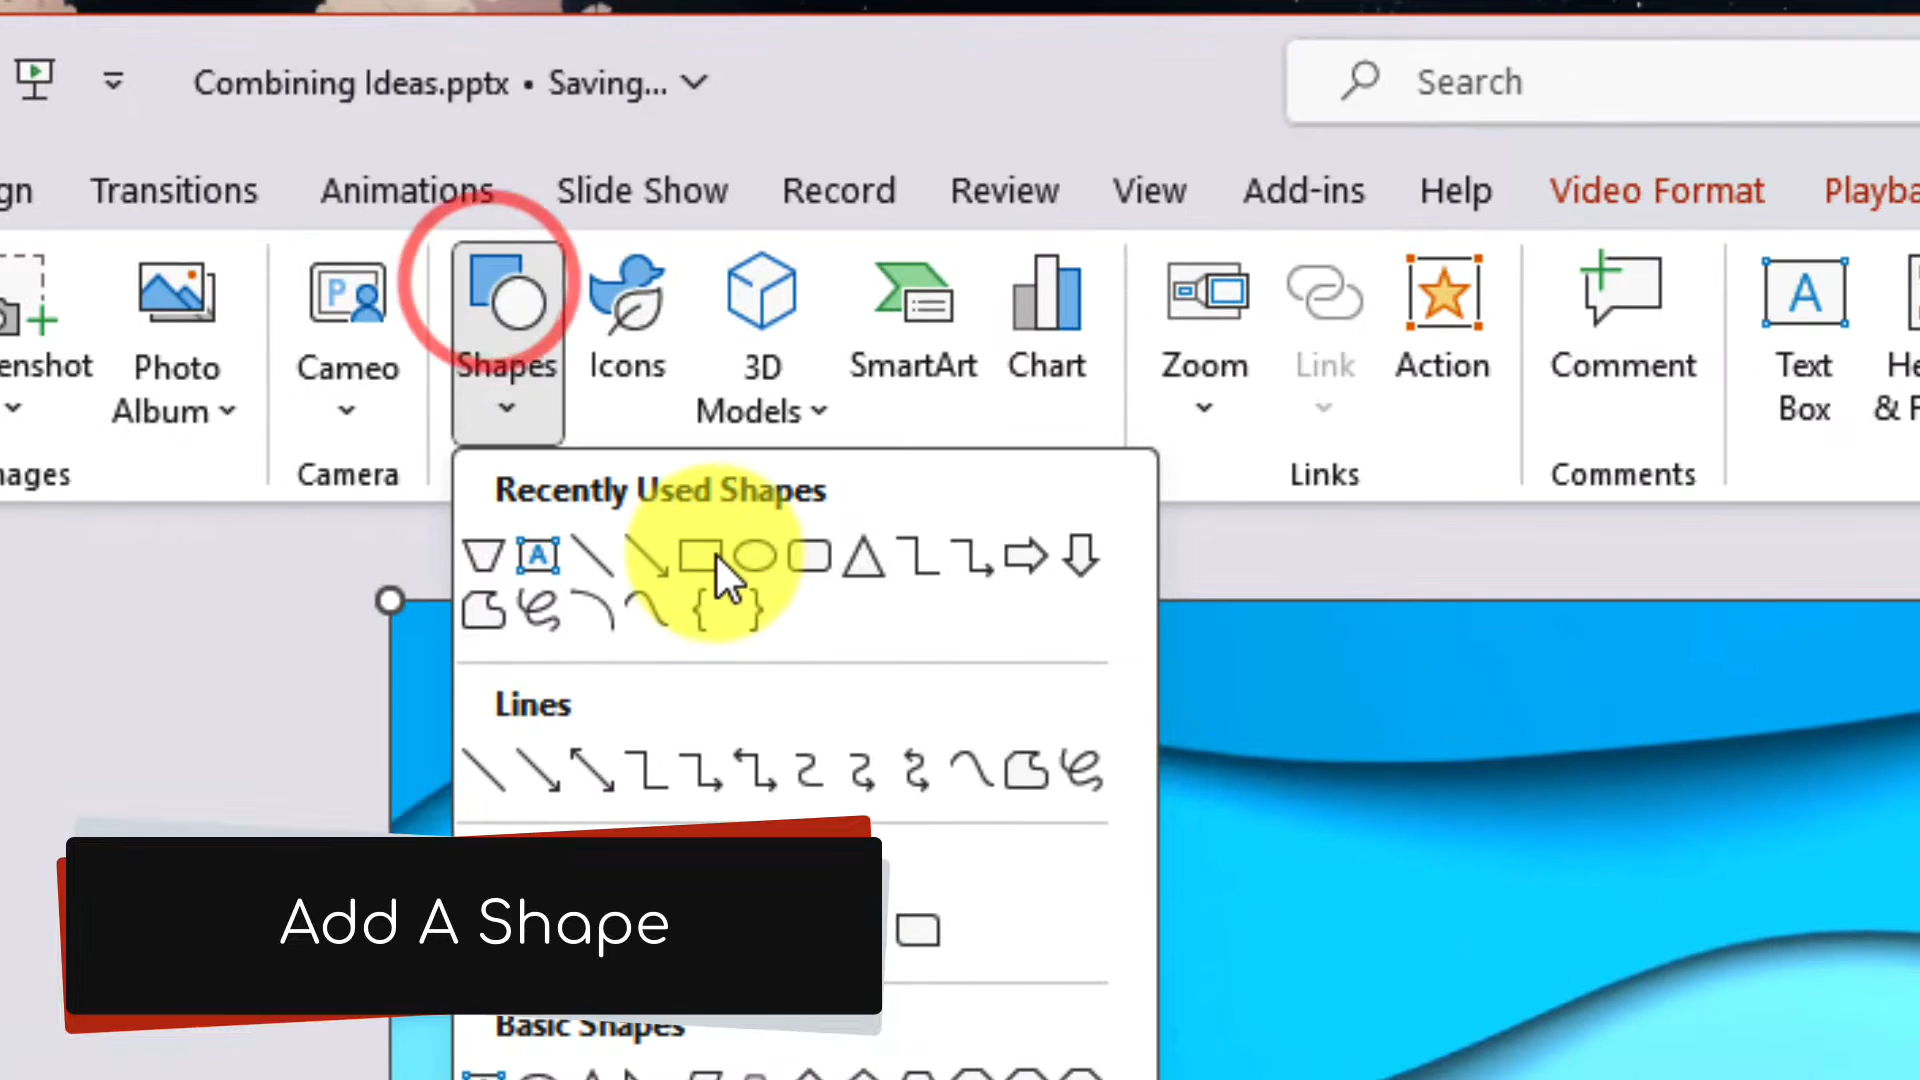 Combining Ideas.pptx • Saving...
Search
gn Transitions Animations Slide Show Record Review View Add-ins Help Video Format Playba
enshot
Photo
Album
Cameo
Shapes
Icons
3D
Models
SmartArt
Chart
Zoom
Link
Action
Comment
Text
Box
He
& F
ages
Camera
Links
Comments
Recently Used Shapes
Lines
Add A Shape
Basic Shapes